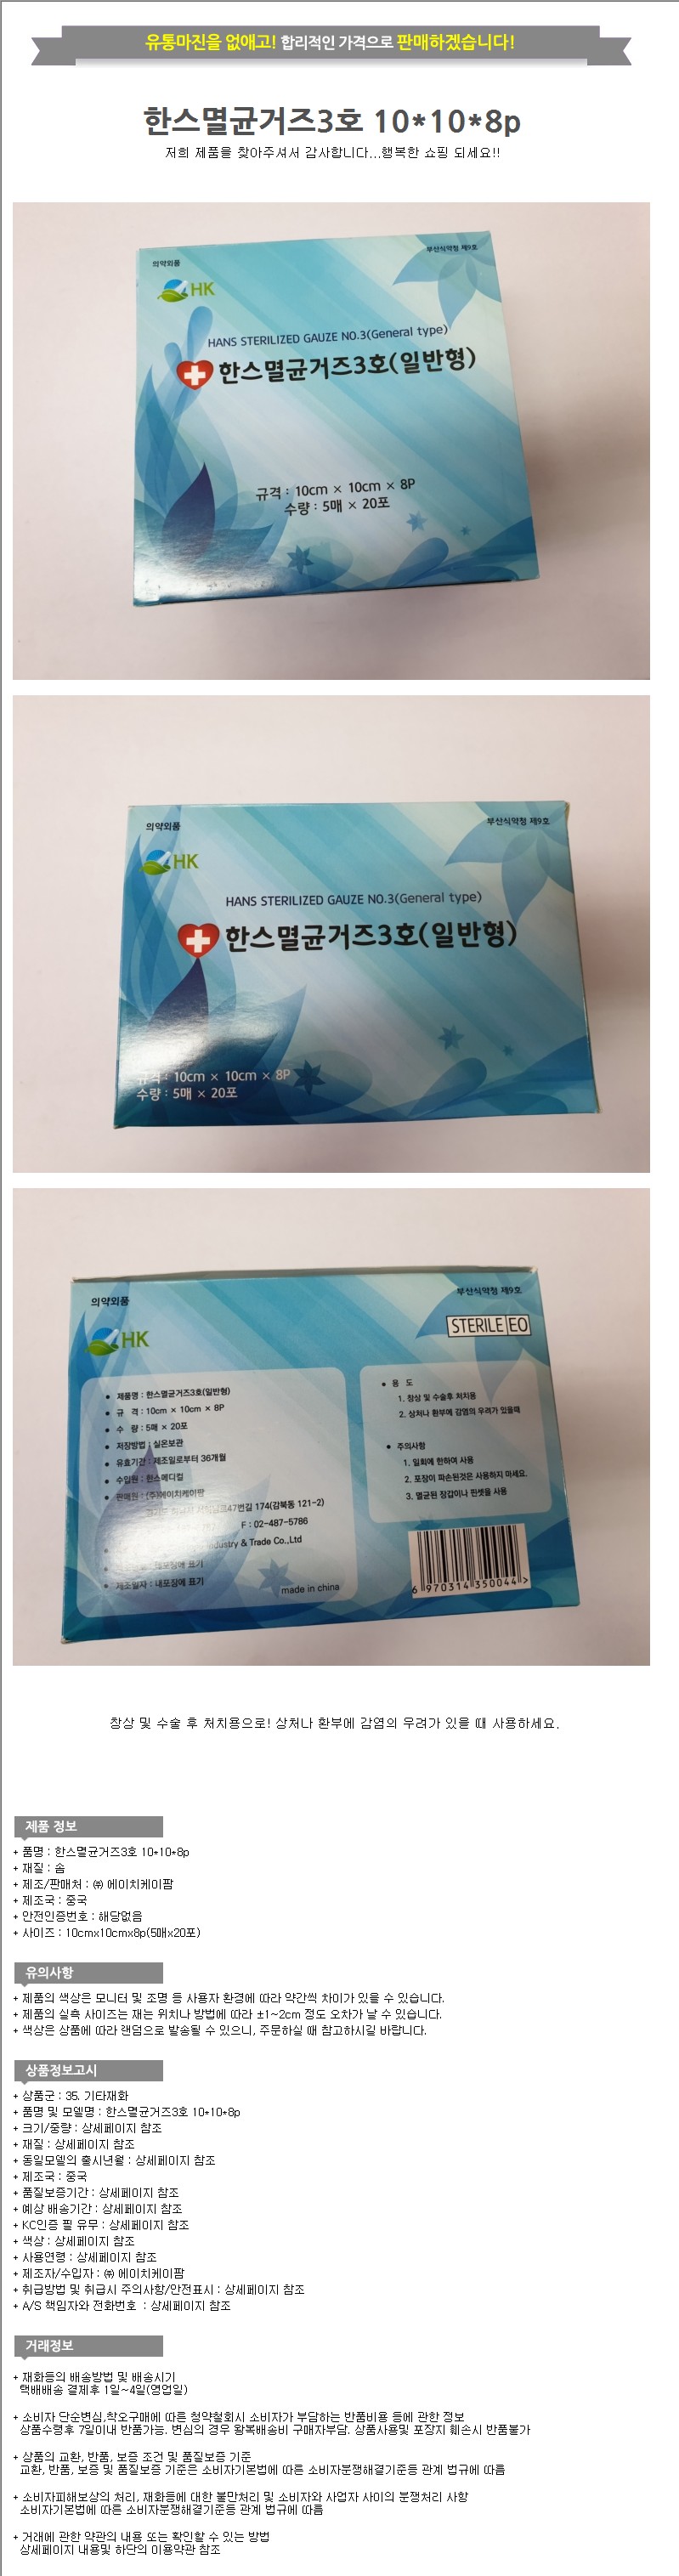 유통마진을 없애고! 합리적인 가격으로 판매하겠습니다!
한스멸균거즈3호 10*10*8p
저희 제품을 찾아주셔서 감사합니다...행복한 쇼핑 되세요!!
의약외품
부산식약청 제9호
HK
HANS STERILIZED GAUZE NO.3(General type)
한스멸균거즈3호(일반형)
규격 : 10cm × 10cm × 8P
수량 : 5매 × 20포
의약외품
부산식약청 제9호
HK
HANS STERILIZED GAUZE NO.3(General type)
한스멸균거즈3호(일반형)
규격 : 10cm × 10cm × 8P
수량 : 5매 × 20포
의약외품
부산식약청 제9호
HK
STERILE EO
• 제품명 : 한스멸균거즈3호(일반형)
• 규 격 : 10cm × 10cm × 8P
• 수 량 : 5매 × 20포
• 저장방법 : 실온보관
• 유효기간 : 제조일로부터 36개월
• 수입원 : 한스메디컬
• 판매원 : (주)에이치케이팜
47번길 174(감북동 121-2)
F : 02-487-5786
Industry & Trade Co.,Ltd
표기
• 제조일자 : 내포장에 표기
made in china
• 용 도
1. 창상 및 수술후 처치용
2. 상처나 환부에 감염의 우려가 있을때
• 주의사항
1. 일회에 한하여 사용
2. 포장이 파손된것은 사용하지 마세요.
3. 멸균된 장갑이나 핀셋을 사용
6 970314 350044 >
창상 및 수술 후 처치용으로! 상처나 환부에 감염의 우려가 있을 때 사용하세요.
제품 정보
+ 품명 : 한스멸균거즈3호 10*10*8p
+ 재질 : 솜
+ 제조/판매처 : ㈜ 에이치케이팜
+ 제조국 : 중국
+ 안전인증번호 : 해당없음
+ 사이즈 : 10cmx10cmx8p(5매x20포)
유의사항
+ 제품의 색상은 모니터 및 조명 등 사용자 환경에 따라 약간씩 차이가 있을 수 있습니다.
+ 제품의 실측 사이즈는 재는 위치나 방법에 따라 ±1~2cm 정도 오차가 날 수 있습니다.
+ 색상은 상품에 따라 랜덤으로 발송될 수 있으니, 주문하실 때 참고하시길 바랍니다.
상품정보고시
+ 상품군 : 35. 기타재화
+ 품명 및 모델명 : 한스멸균거즈3호 10*10*8p
+ 크기/중량 : 상세페이지 참조
+ 재질 : 상세페이지 참조
+ 동일모델의 출시년월 : 상세페이지 참조
+ 제조국 : 중국
+ 품질보증기간 : 상세페이지 참조
+ 예상 배송기간 : 상세페이지 참조
+ KC인증 필 유무 : 상세페이지 참조
+ 색상 : 상세페이지 참조
+ 사용연령 : 상세페이지 참조
+ 제조자/수입자 : ㈜ 에이치케이팜
+ 취급방법 및 취급시 주의사항/안전표시 : 상세페이지 참조
+ A/S 책임자와 전화번호 : 상세페이지 참조
거래정보
+ 재화등의 배송방법 및 배송시기
택배배송 결제후 1일~4일(영업일)
+ 소비자 단순변심,착오구매에 따른 청약철회시 소비자가 부담하는 반품비용 등에 관한 정보
상품수령후 7일이내 반품가능. 변심의 경우 왕복배송비 구매자부담. 상품사용및 포장지 훼손시 반품불가
+ 상품의 교환, 반품, 보증 조건 및 품질보증 기준
교환, 반품, 보증 및 품질보증 기준은 소비자기본법에 따른 소비자분쟁해결기준등 관계 법규에 따름
+ 소비자피해보상의 처리, 재화등에 대한 불만처리 및 소비자와 사업자 사이의 분쟁처리 사항
소비자기본법에 따른 소비자분쟁해결기준등 관계 법규에 따름
+ 거래에 관한 약관의 내용 또는 확인할 수 있는 방법
상세페이지 내용및 하단의 이용약관 참조